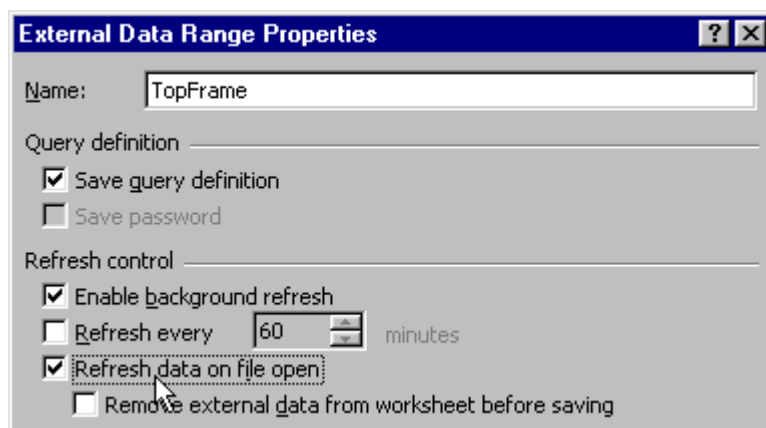 External Data Range Properties ? X
Name: TopFrame
Query definition
Save query definition
Save password
Refresh control
Enable background refresh
Refresh every 60 minutes
Refresh data on file open
Remove external data from worksheet before saving